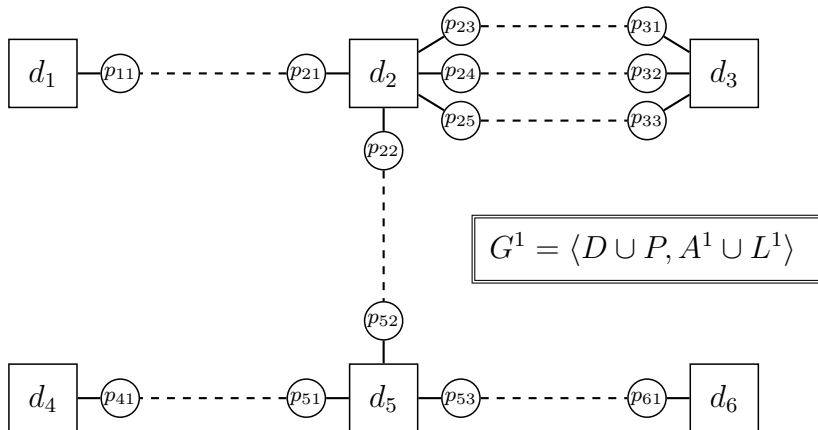 p₂₃ p₃₁
d₁ p₁₁ p₂₁ d₂ p₂₄ p₃₂ d₃
p₂₅ p₃₃
p₂₂
G¹ = ⟨D ∪ P, A¹ ∪ L¹⟩
p₅₂
d₄ p₄₁ p₅₁ d₅ p₅₃ p₆₁ d₆